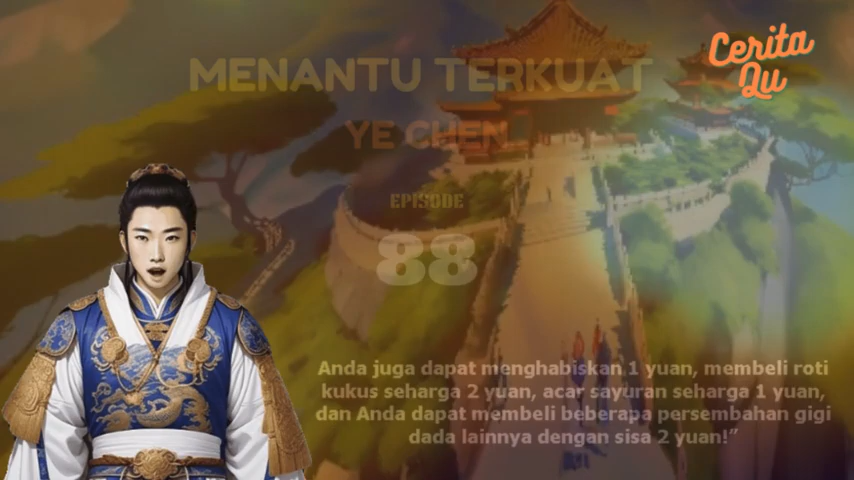 Cerita
Qu
MENANTU TERKUAT
YE CHEN
EPISODE
88
Anda juga dapat menghabiskan 1 yuan, membeli roti
kukus seharga 2 yuan, acar sayuran seharga 1 yuan,
dan Anda dapat membeli beberapa persembahan gigi
dada lainnya dengan sisa 2 yuan!”